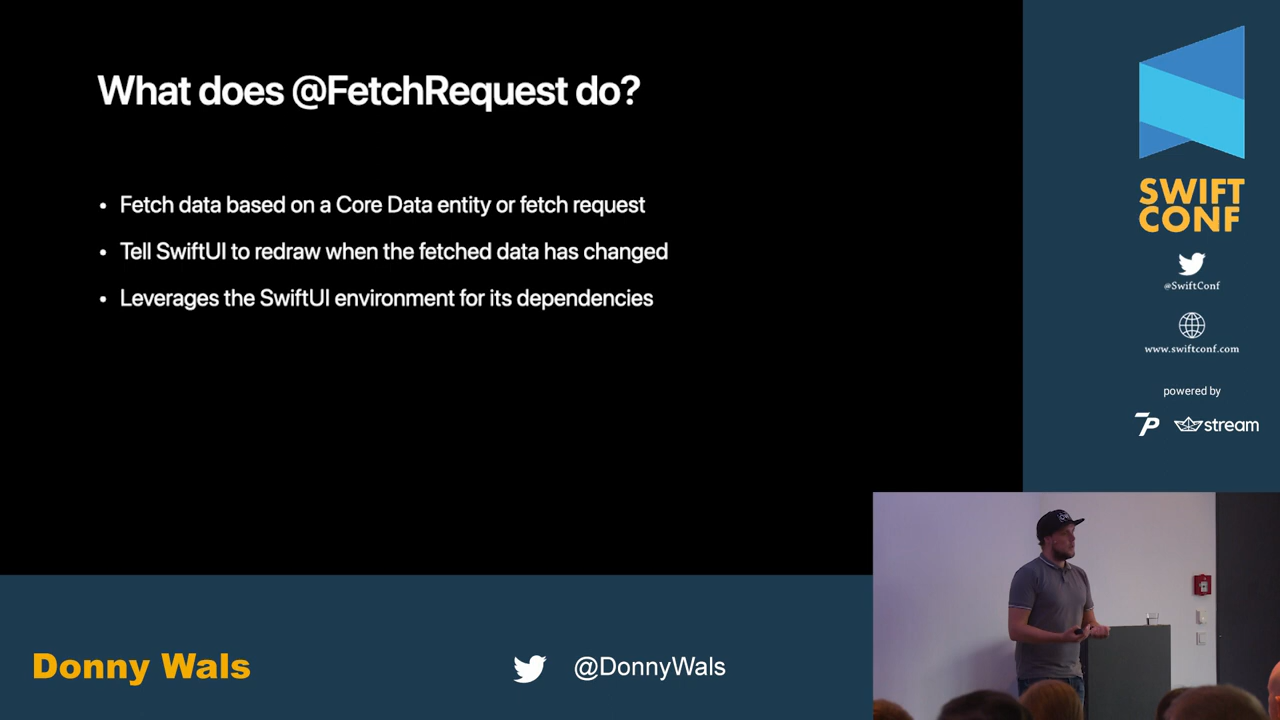 What does @FetchRequest do?
• Fetch data based on a Core Data entity or fetch request
• Tell SwiftUI to redraw when the fetched data has changed
• Leverages the SwiftUI environment for its dependencies
SWIFT
CONF
@SwiftConf
www.swiftconf.com
powered by
7P stream
Donny Wals
@DonnyWals